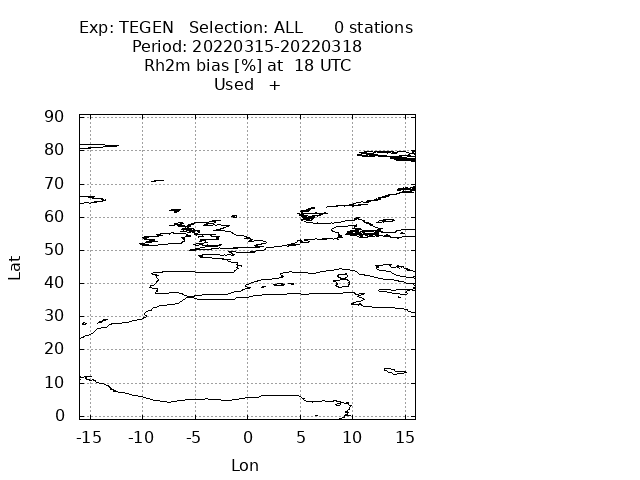 Exp: TEGEN   Selection: ALL      0 stations
Period: 20220315-20220318
Rh2m bias [%] at  18 UTC
Used   +
90
80
70
60
50
40
30
20
10
0
Lat
-15 -10 -5 0 5 10 15
Lon